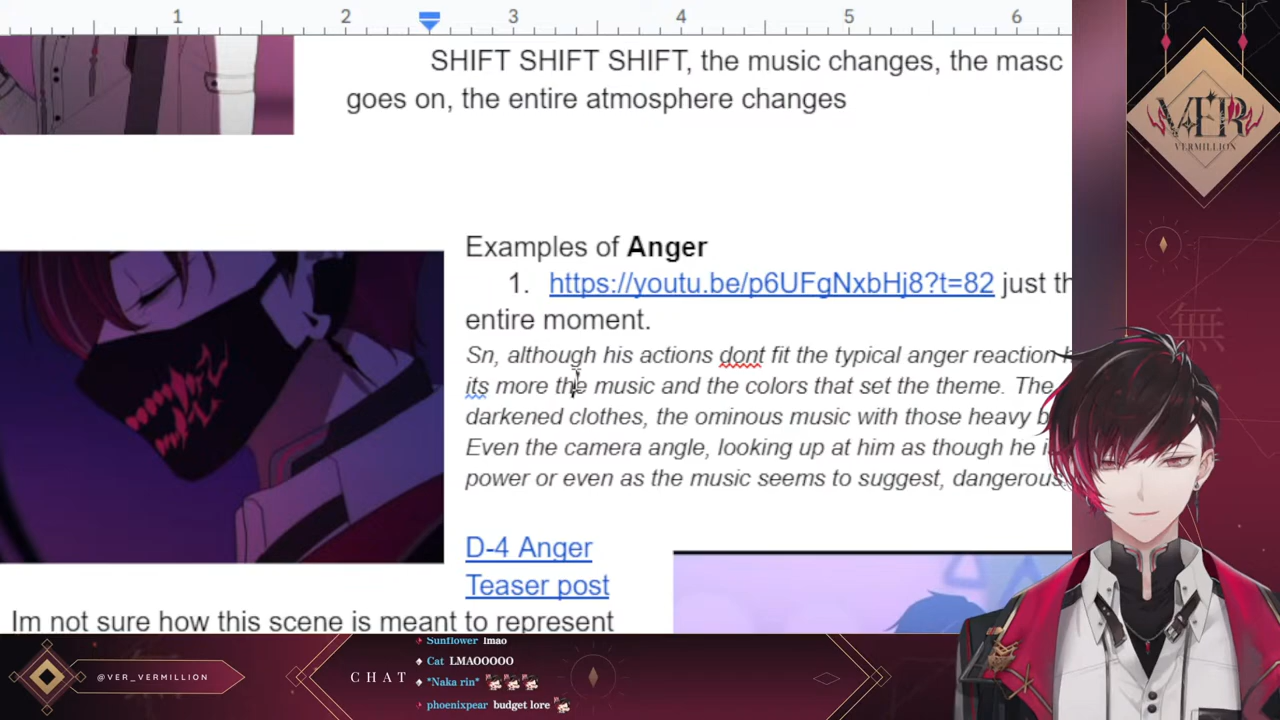 1 2 3 4 5 6
SHIFT SHIFT SHIFT, the music changes, the masc
goes on, the entire atmosphere changes
Examples of Anger
1. https://youtu.be/p6UFgNxbHj8?t=82 just th
entire moment.
Sn, although his actions dont fit the typical anger reaction h
its more the music and the colors that set the theme. The
darkened clothes, the ominous music with those heavy b
Even the camera angle, looking up at him as though he i
power or even as the music seems to suggest, dangerous
D-4 Anger
Teaser post
Im not sure how this scene is meant to represent
VER
VERMILLION
無
@VER_VERMILLION
CHAT
Sunflower lmao
Cat LMAOOOOO
*Naka rin*
phoenixpear budget lore